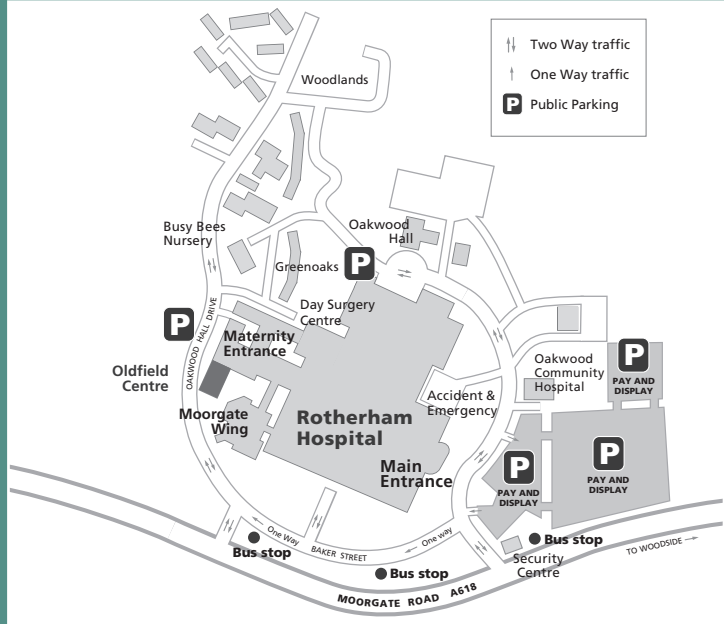 Two Way traffic
One Way traffic
P Public Parking
Woodlands
Busy Bees
Nursery
Oakwood
Hall
Greenoaks
P
Day Surgery
Centre
P
OAKWOOD HALL DRIVE
Maternity
Entrance
Oldfield
Centre
Moorgate
Wing
Rotherham
Hospital
Accident &
Emergency
Main
Entrance
Oakwood
Community
Hospital
P
PAY AND
DISPLAY
P
PAY AND
DISPLAY
P
PAY AND
DISPLAY
One Way
BAKER STREET
One way
Bus stop
Bus stop
Bus stop
Security
Centre
TO WOODSIDE
MOORGATE ROAD A618